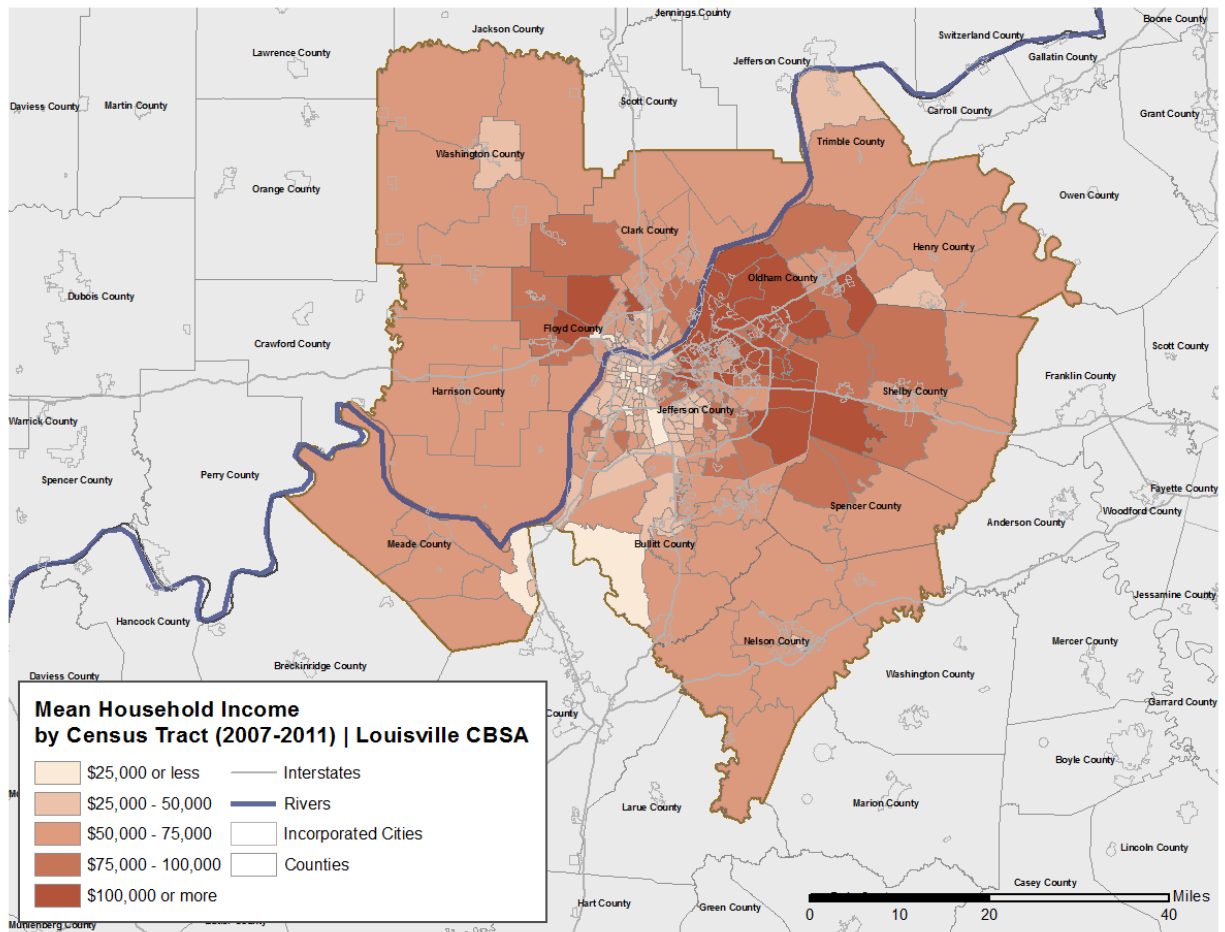 Jennings County
Boone County
Jackson County
Switzerland County
Lawrence County
Gallatin County
Jefferson County
Daviess County
Martin County
Scott County
Carroll County
Grant County
Trimble County
Washington County
Orange County
Owen County
Clark County
Henry County
Oldham County
Dubois County
Floyd County
Crawford County
Scott County
Franklin County
Harrison County
Shelby County
Jefferson County
Warrick County
Perry County
Spencer County
Fayette County
Spencer County
Woodford County
Anderson County
Meade County
Bullitt County
Jessamine County
Hancock County
Nelson County
Mercer County
Breckinridge County
Washington County
Daviess County
Garrard County
County
Boyle County
Larue County
Marion County
Lincoln County
Casey County
Hart County
Green County
Muhlenberg County
Mean Household Income
by Census Tract (2007-2011) | Louisville CBSA
$25,000 or less
Interstates
$25,000 - 50,000
Rivers
$50,000 - 75,000
Incorporated Cities
$75,000 - 100,000
Counties
$100,000 or more
Miles
0 10 20 40